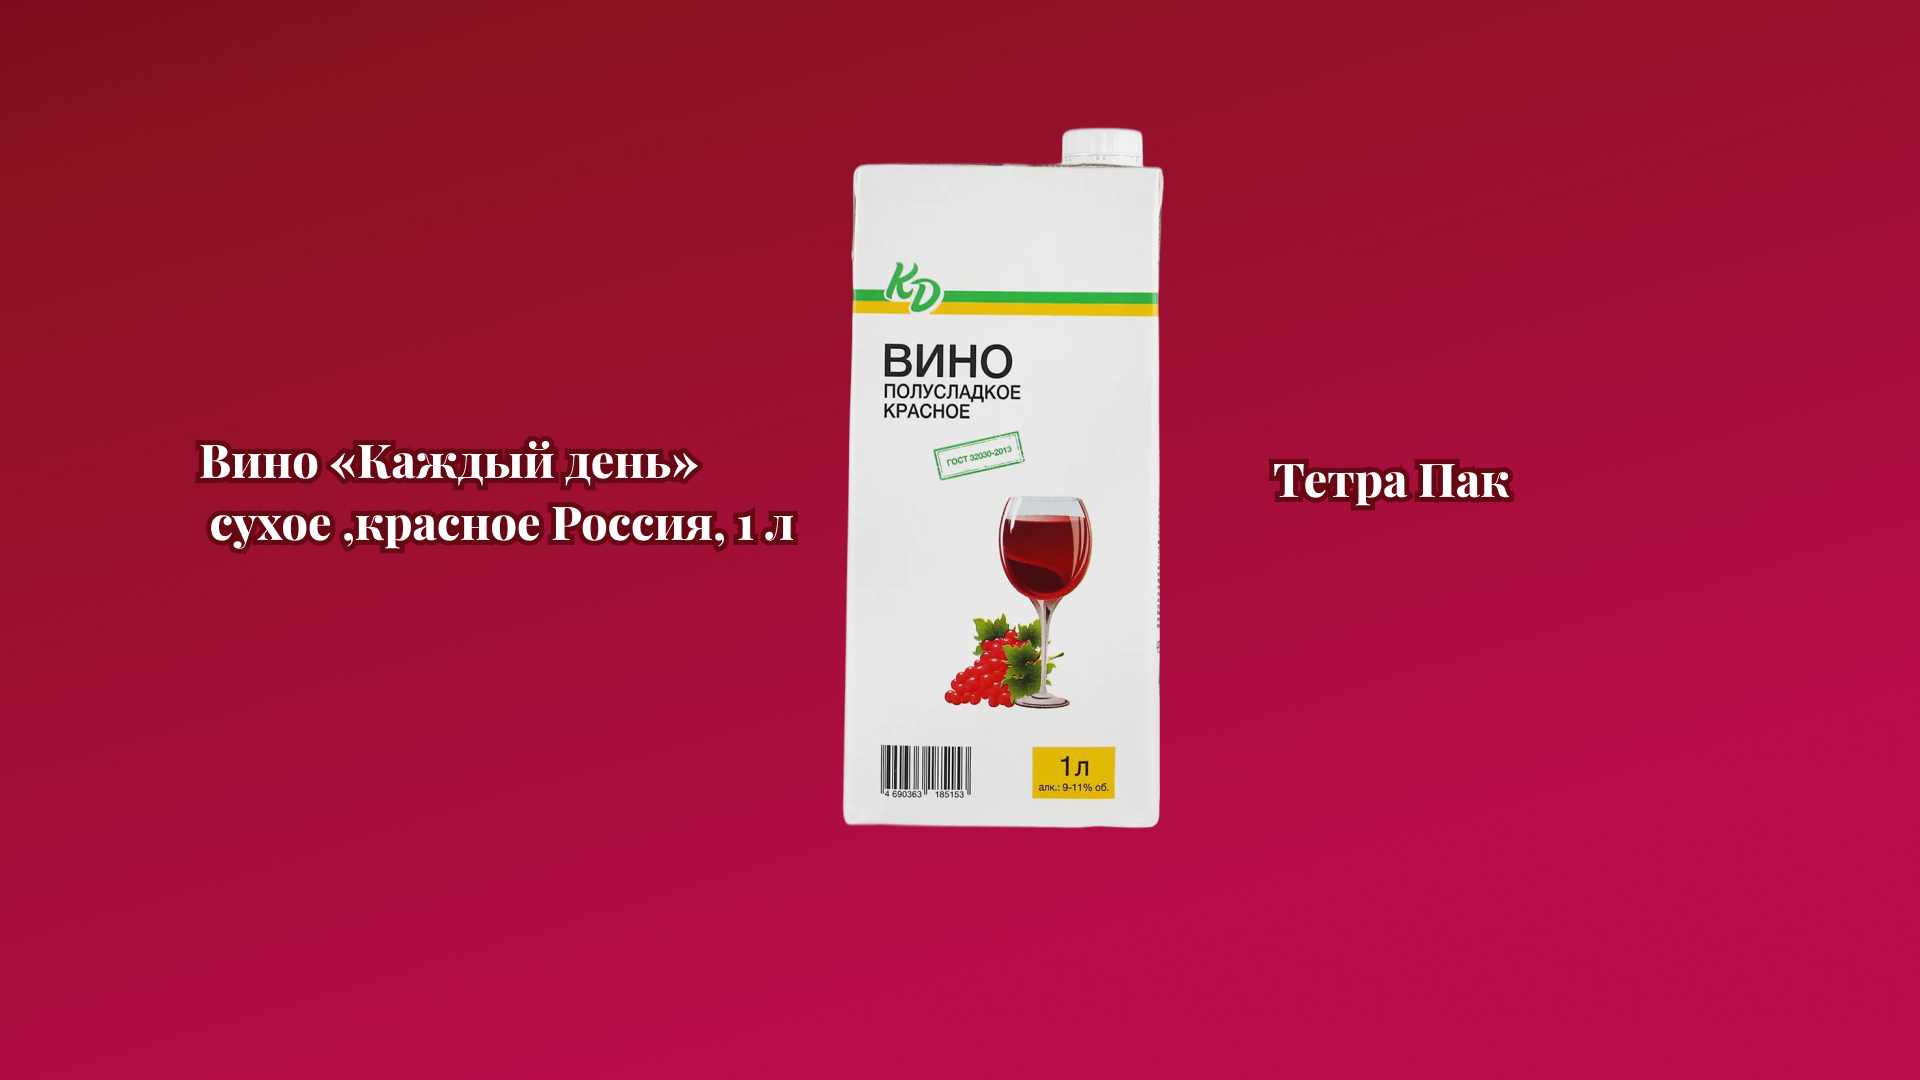 Вино «Каждый день»
сухое ,красное Россия, 1 л
KD
ВИНО
ПОЛУСЛАДКОЕ
КРАСНОЕ
ГОСТ 32030-2013
4 690363 185153
1л
алк.: 9-11% об.
Тетра Пак